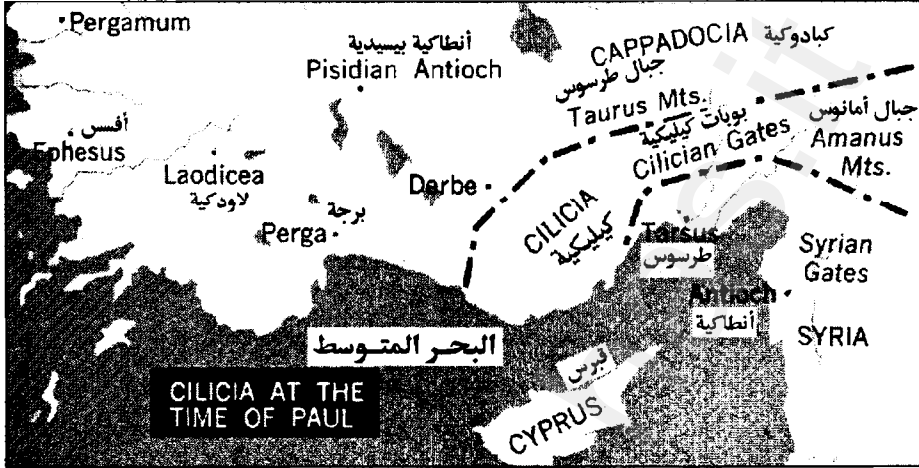 Pergamum
أنطاكية بيسيدية
Pisidian Antioch
CAPPADOCIA كبادوكية
جبال طرسوس
Taurus Mts.
بوبات كيليكية
Cilician Gates
جبال أمانوس
Amanus
Mts.
أفسس
Ephesus
Laodicea
لاودكية
برجة
Perga
Derbe
CILICIA
كيليكية
Tarsus
طرسوس
Syrian
Gates
Antioch
أنطاكية
SYRIA
البحر المتوسط
قبرس
CYPRUS
CILICIA AT THE
TIME OF PAUL